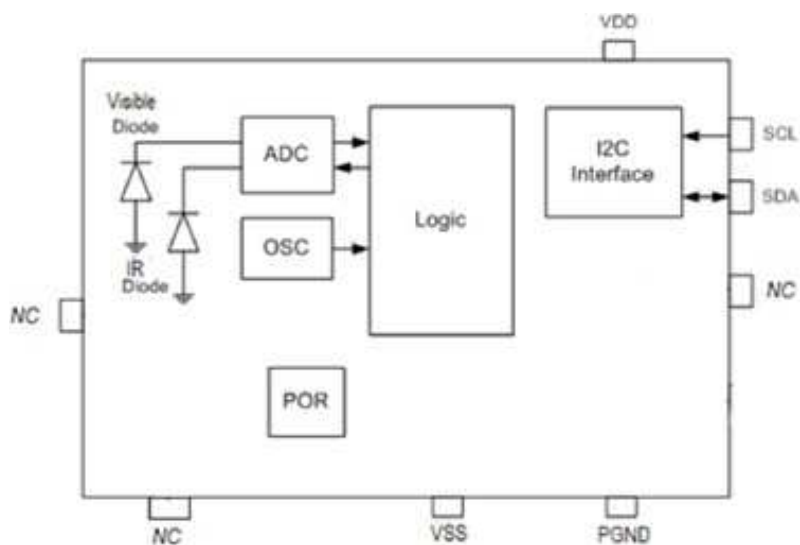 VDD
Visible
Diode
ADC
I2C
Interface
SCL
SDA
Logic
OSC
IR
Diode
NC
NC
POR
NC
VSS
PGND